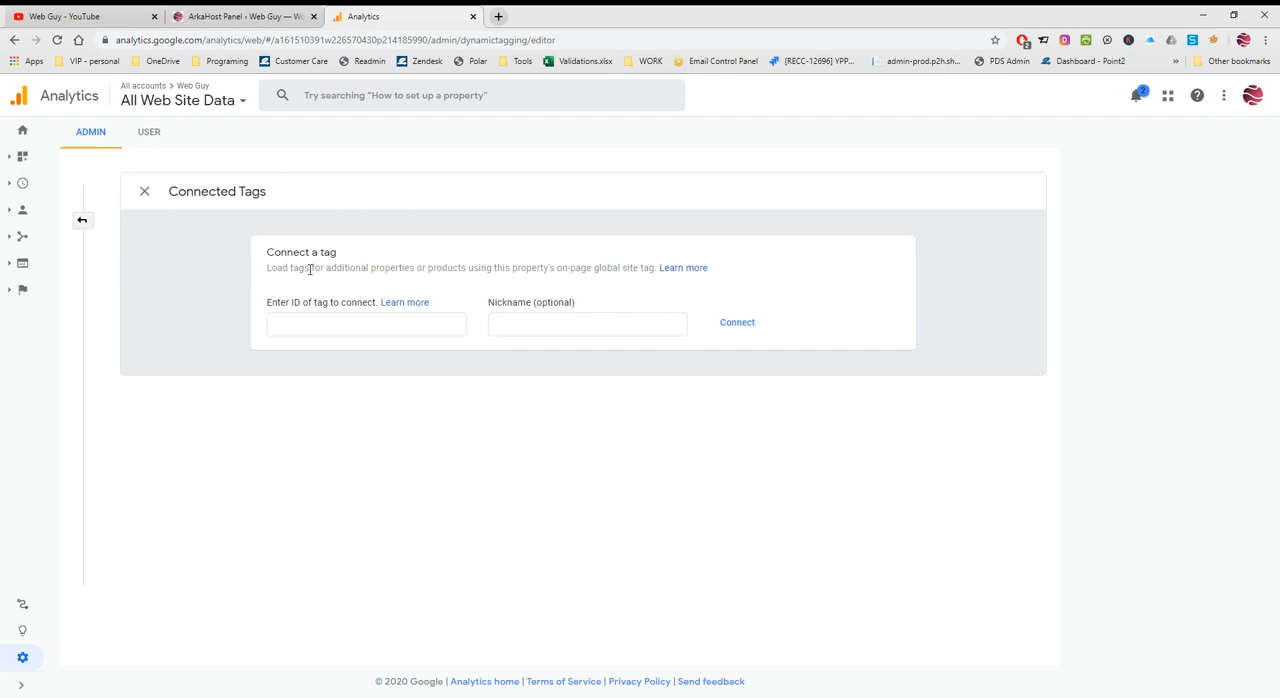 Web Guy - YouTube
ArkaHost Panel ‹ Web Guy — Wo
Analytics
analytics.google.com/analytics/web/#/a161510391w226570430p214185990/admin/dynamictagging/editor
2
Apps
VIP - personal
OneDrive
Programing
Customer Care
Readmin
Zendesk
Polar
Tools
Validations.xlsx
WORK
Email Control Panel
[RECC-12696] YPP...
admin-prod.p2h.sh...
PDS Admin
Dashboard - Point2
»
Other bookmarks
Analytics
All accounts > Web Guy
All Web Site Data
Try searching "How to set up a property"
2
ADMIN
USER
Connected Tags
Connect a tag
Load tags for additional properties or products using this property's on-page global site tag. Learn more
Enter ID of tag to connect. Learn more
Nickname (optional)
Connect
© 2020 Google | Analytics home | Terms of Service | Privacy Policy | Send feedback